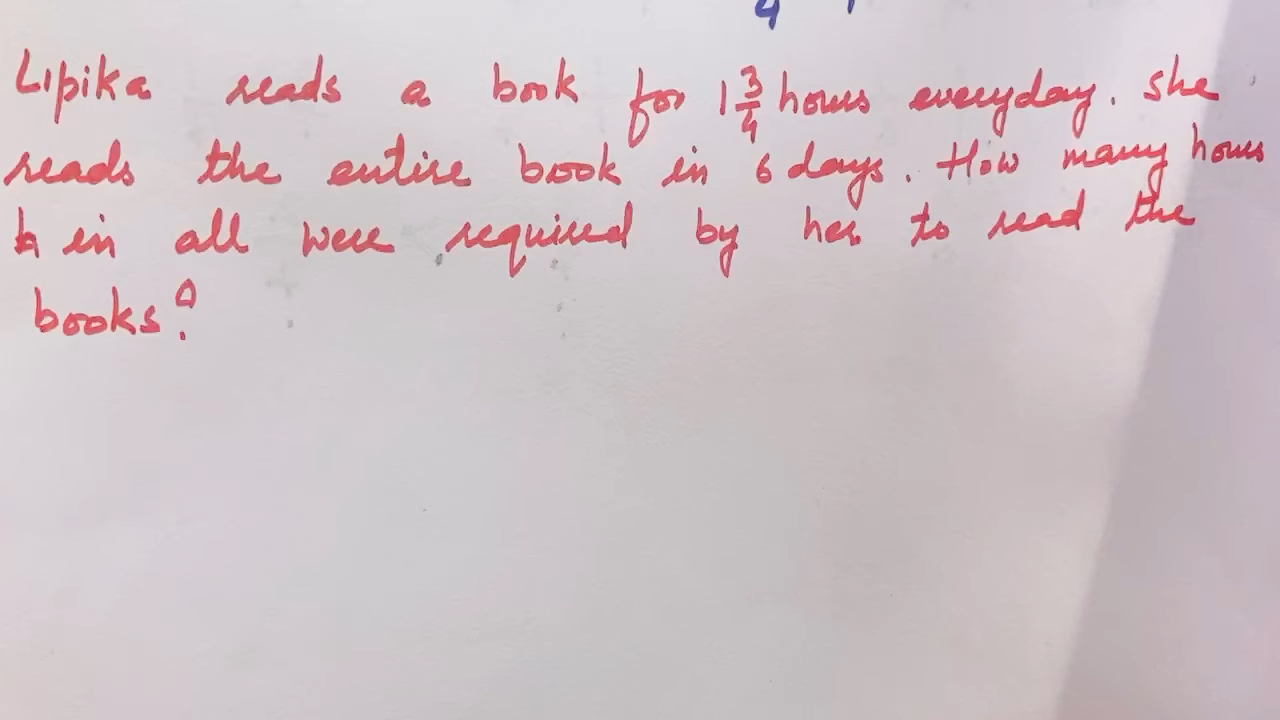 4
Lipika reads a book for 1 3/4 hours everyday. She
reads the entire book in 6 days. How many hours
h in all were required by her to read the
books?